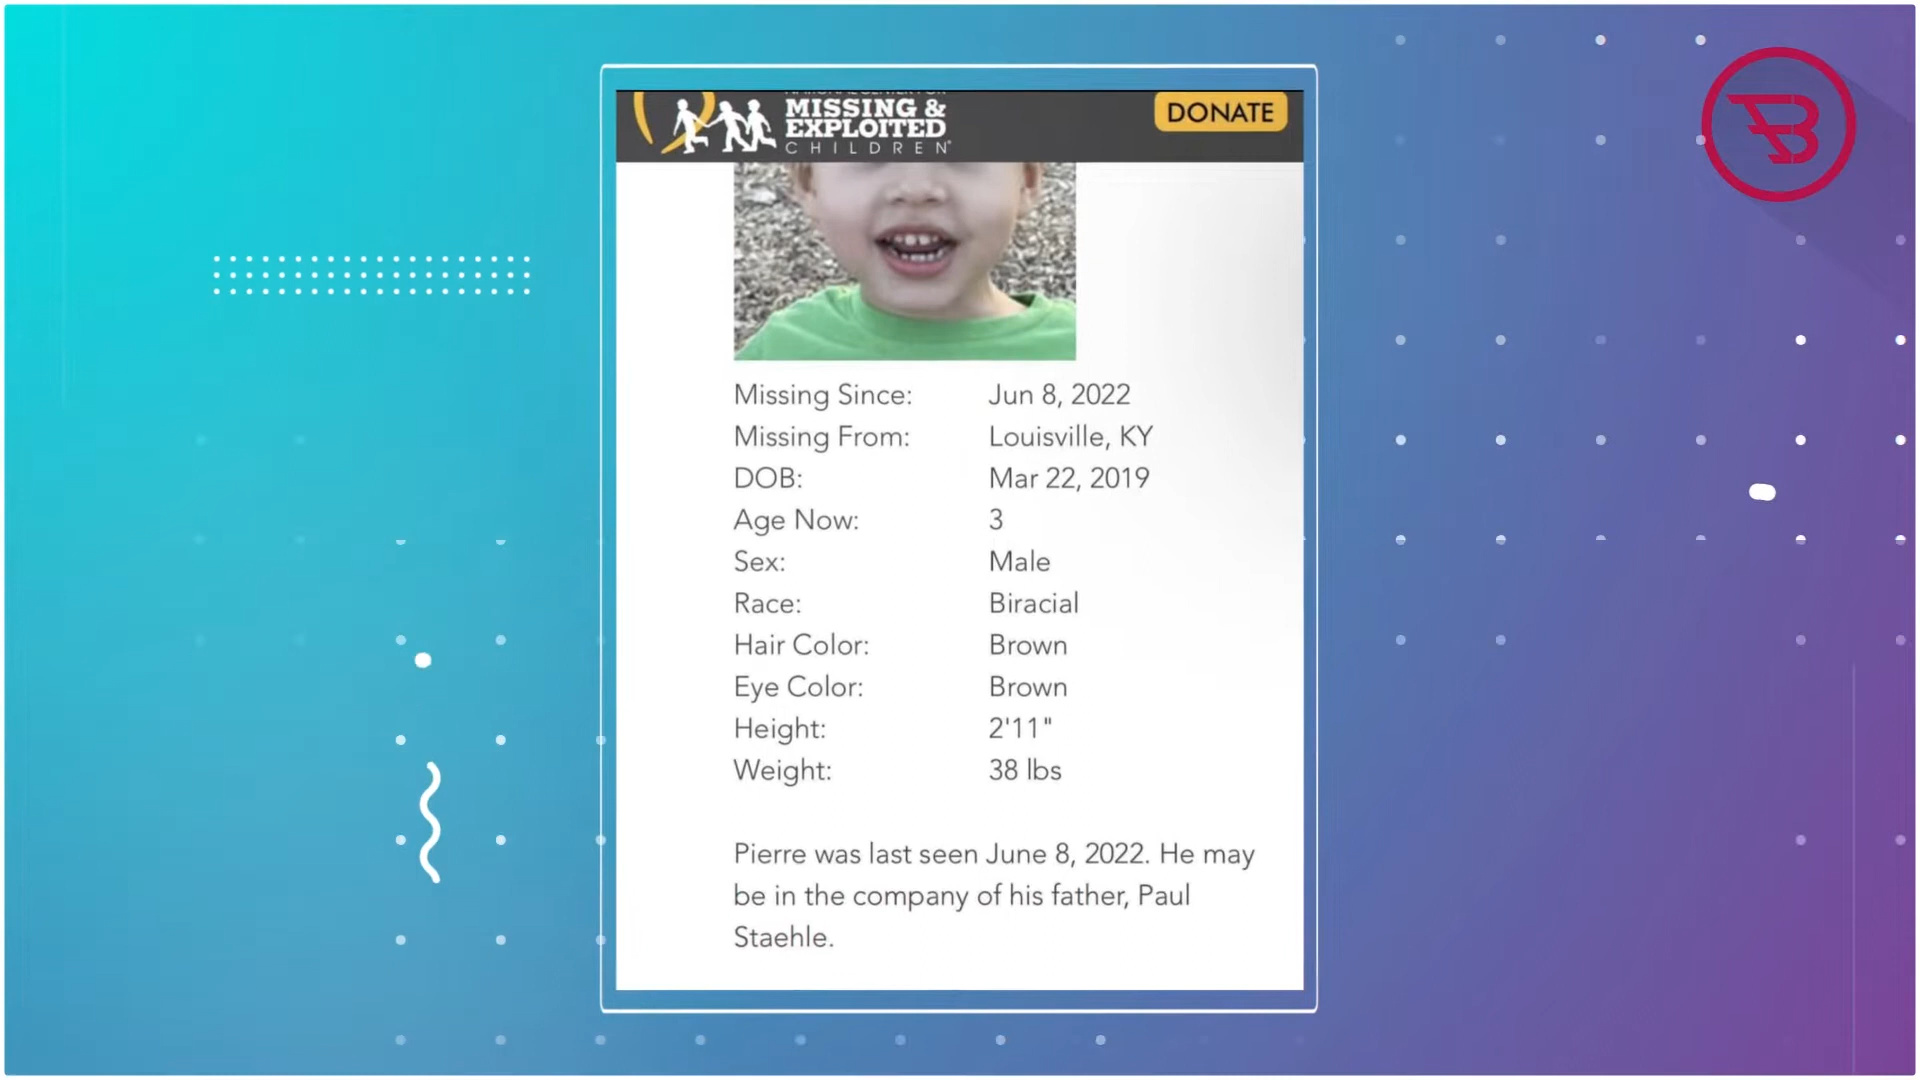 MISSING &
EXPLOITED
CHILDREN
DONATE
Missing Since: Jun 8, 2022
Missing From: Louisville, KY
DOB: Mar 22, 2019
Age Now: 3
Sex: Male
Race: Biracial
Hair Color: Brown
Eye Color: Brown
Height: 2'11"
Weight: 38 lbs
Pierre was last seen June 8, 2022. He may
be in the company of his father, Paul
Staehle.